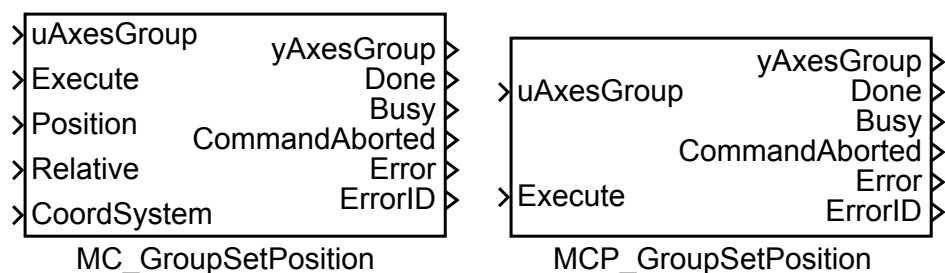 uAxesGroup
Execute
Position
Relative
CoordSystem
yAxesGroup
Done
Busy
CommandAborted
Error
ErrorID
MC_GroupSetPosition
uAxesGroup
Execute
yAxesGroup
Done
Busy
CommandAborted
Error
ErrorID
MCP_GroupSetPosition